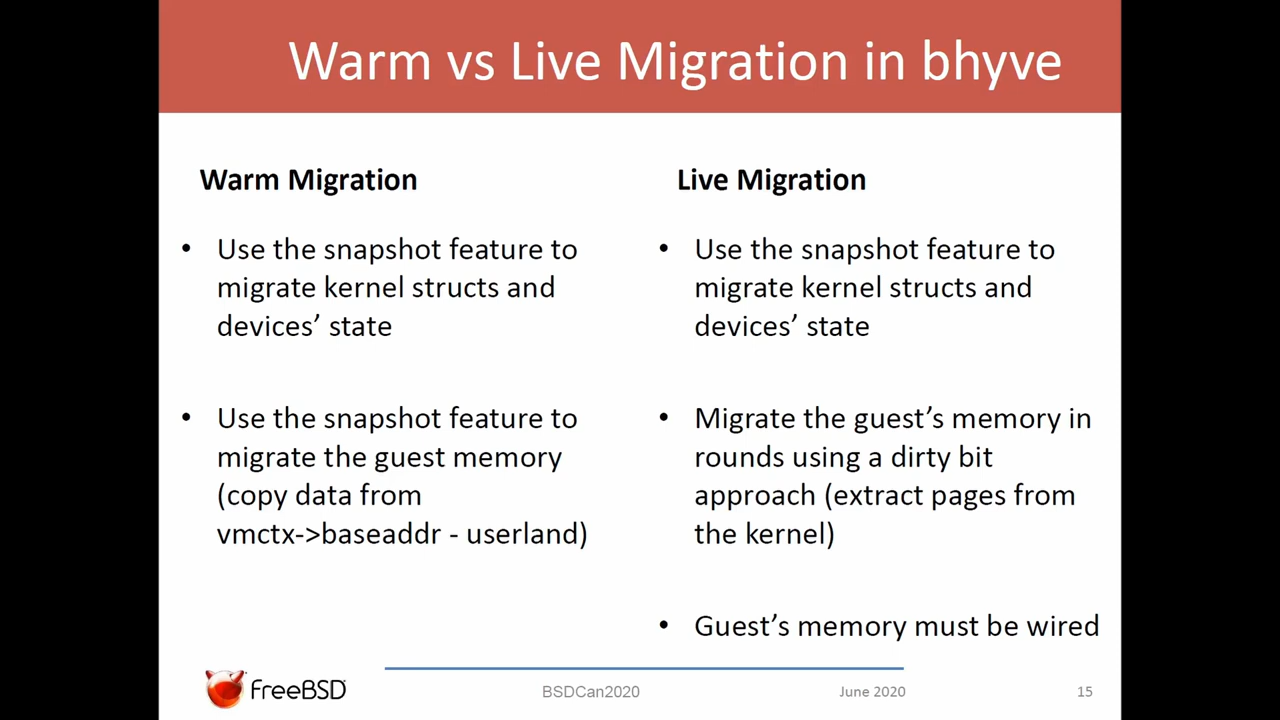 Warm vs Live Migration in bhyve
Warm Migration
• Use the snapshot feature to
migrate kernel structs and
devices’ state
• Use the snapshot feature to
migrate the guest memory
(copy data from
vmctx->baseaddr - userland)
Live Migration
• Use the snapshot feature to
migrate kernel structs and
devices’ state
• Migrate the guest’s memory in
rounds using a dirty bit
approach (extract pages from
the kernel)
• Guest’s memory must be wired
FreeBSD
BSDCan2020
June 2020
15